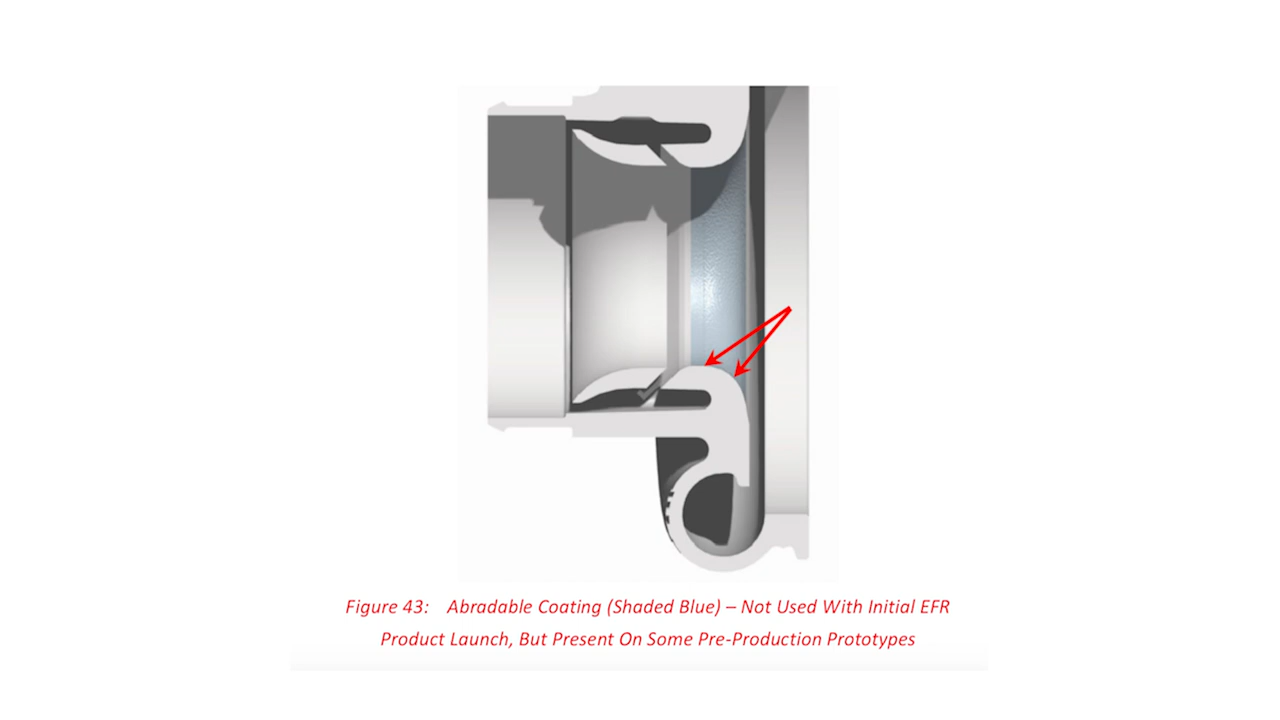 Figure 43: Abradable Coating (Shaded Blue) – Not Used With Initial EFR
Product Launch, But Present On Some Pre-Production Prototypes